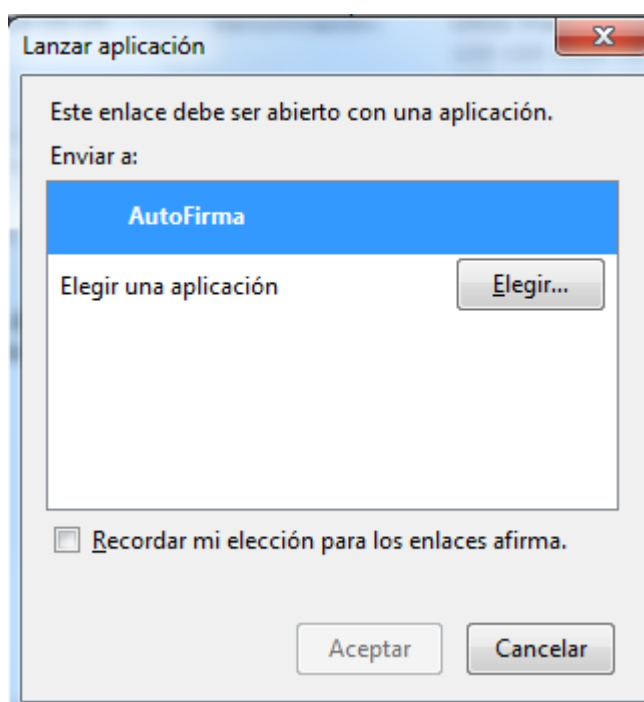 Lanzar aplicación
Este enlace debe ser abierto con una aplicación.
Enviar a:
AutoFirma
Elegir una aplicación
Elegir...
Recordar mi elección para los enlaces afirma.
Aceptar
Cancelar